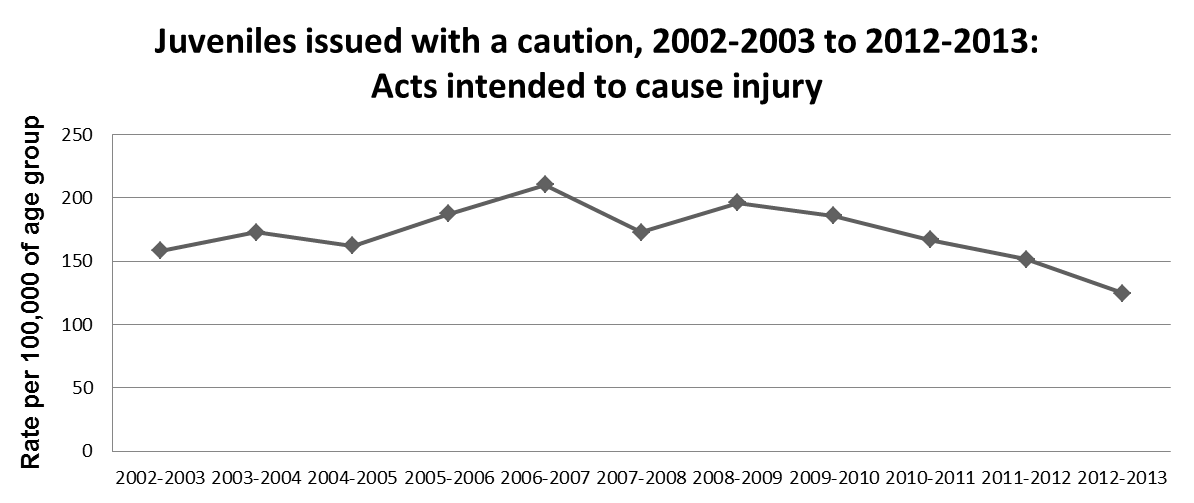 Juveniles issued with a caution, 2002-2003 to 2012-2013:
Acts intended to cause injury
Rate per 100,000 of age group
250
200
150
100
50
0
2002-2003 2003-2004 2004-2005 2005-2006 2006-2007 2007-2008 2008-2009 2009-2010 2010-2011 2011-2012 2012-2013